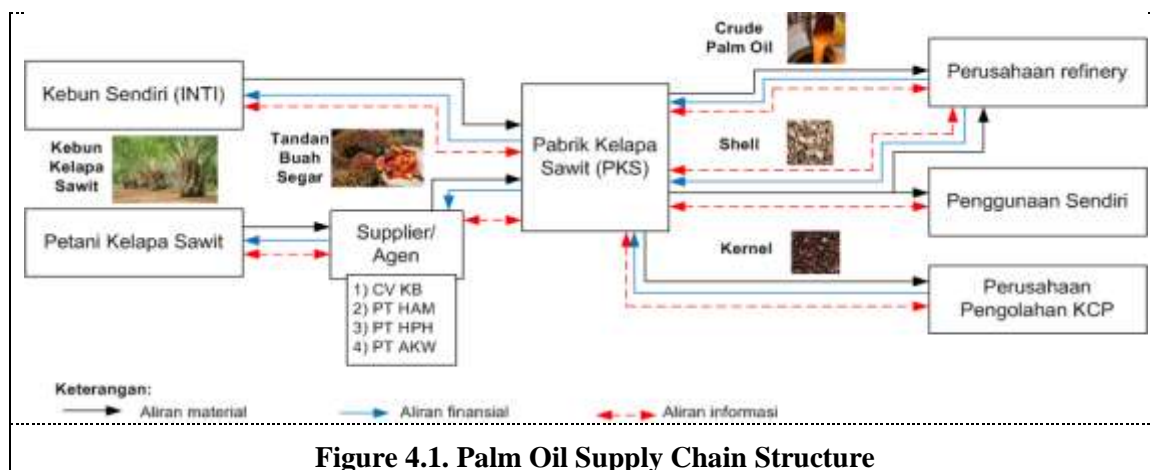 Crude
Palm Oil
Kebun Sendiri (INTI)
Perusahaan refinery
Kebun
Kelapa
Sawit
Tandan
Buah
Segar
Pabrik Kelapa
Sawit (PKS)
Shell
Petani Kelapa Sawit
Supplier/
Agen
Penggunaan Sendiri
1) CV KB
2) PT HAM
3) PT HPH
4) PT AKW
Kernel
Perusahaan
Pengolahan KCP
Keterangan:
Aliran material
Aliran finansial
Aliran informasi
Figure 4.1. Palm Oil Supply Chain Structure